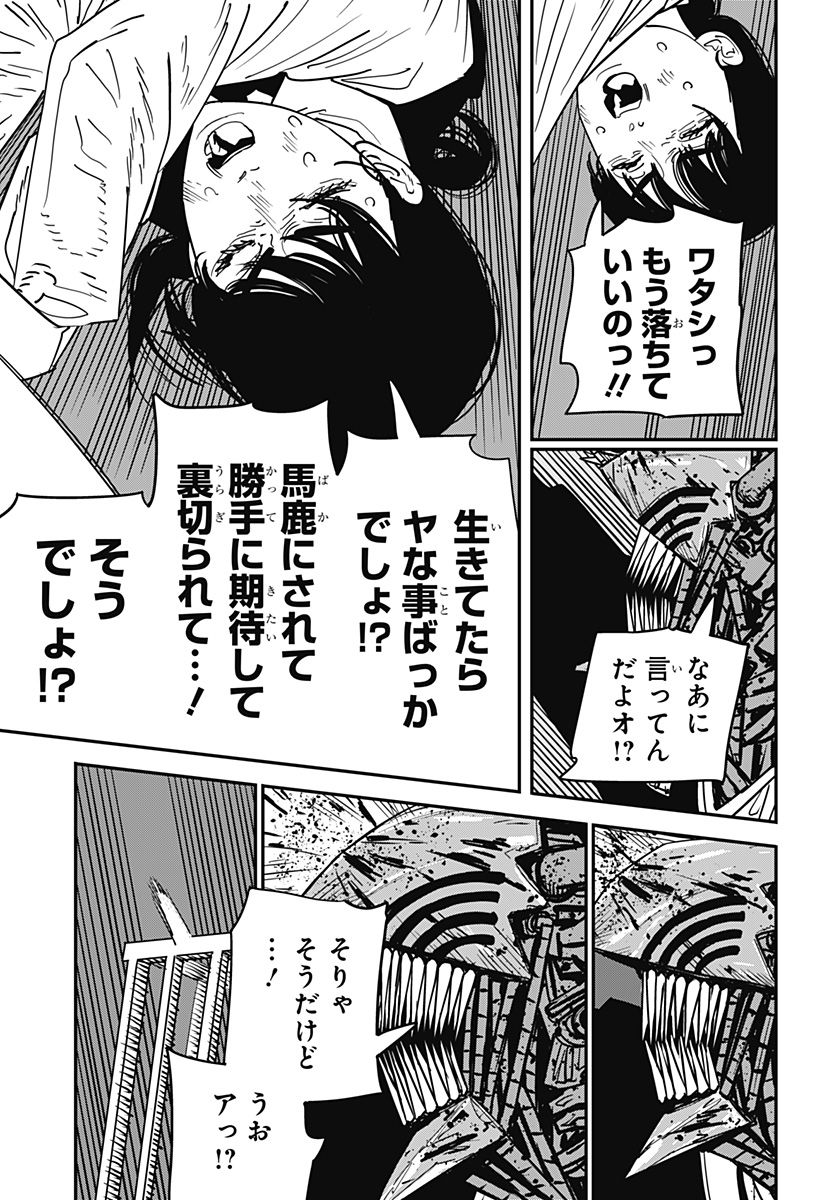 ワタシっ
もう落ちて
いいのっ!!
なあに
言ってん
だよオ!?
生きてたら
ヤな事ばっか
でしょ!?
馬鹿にされて
勝手に期待して
裏切られて…!
そう
でしょ!?
そりゃ
そうだけど
…!
うお
アっ!?